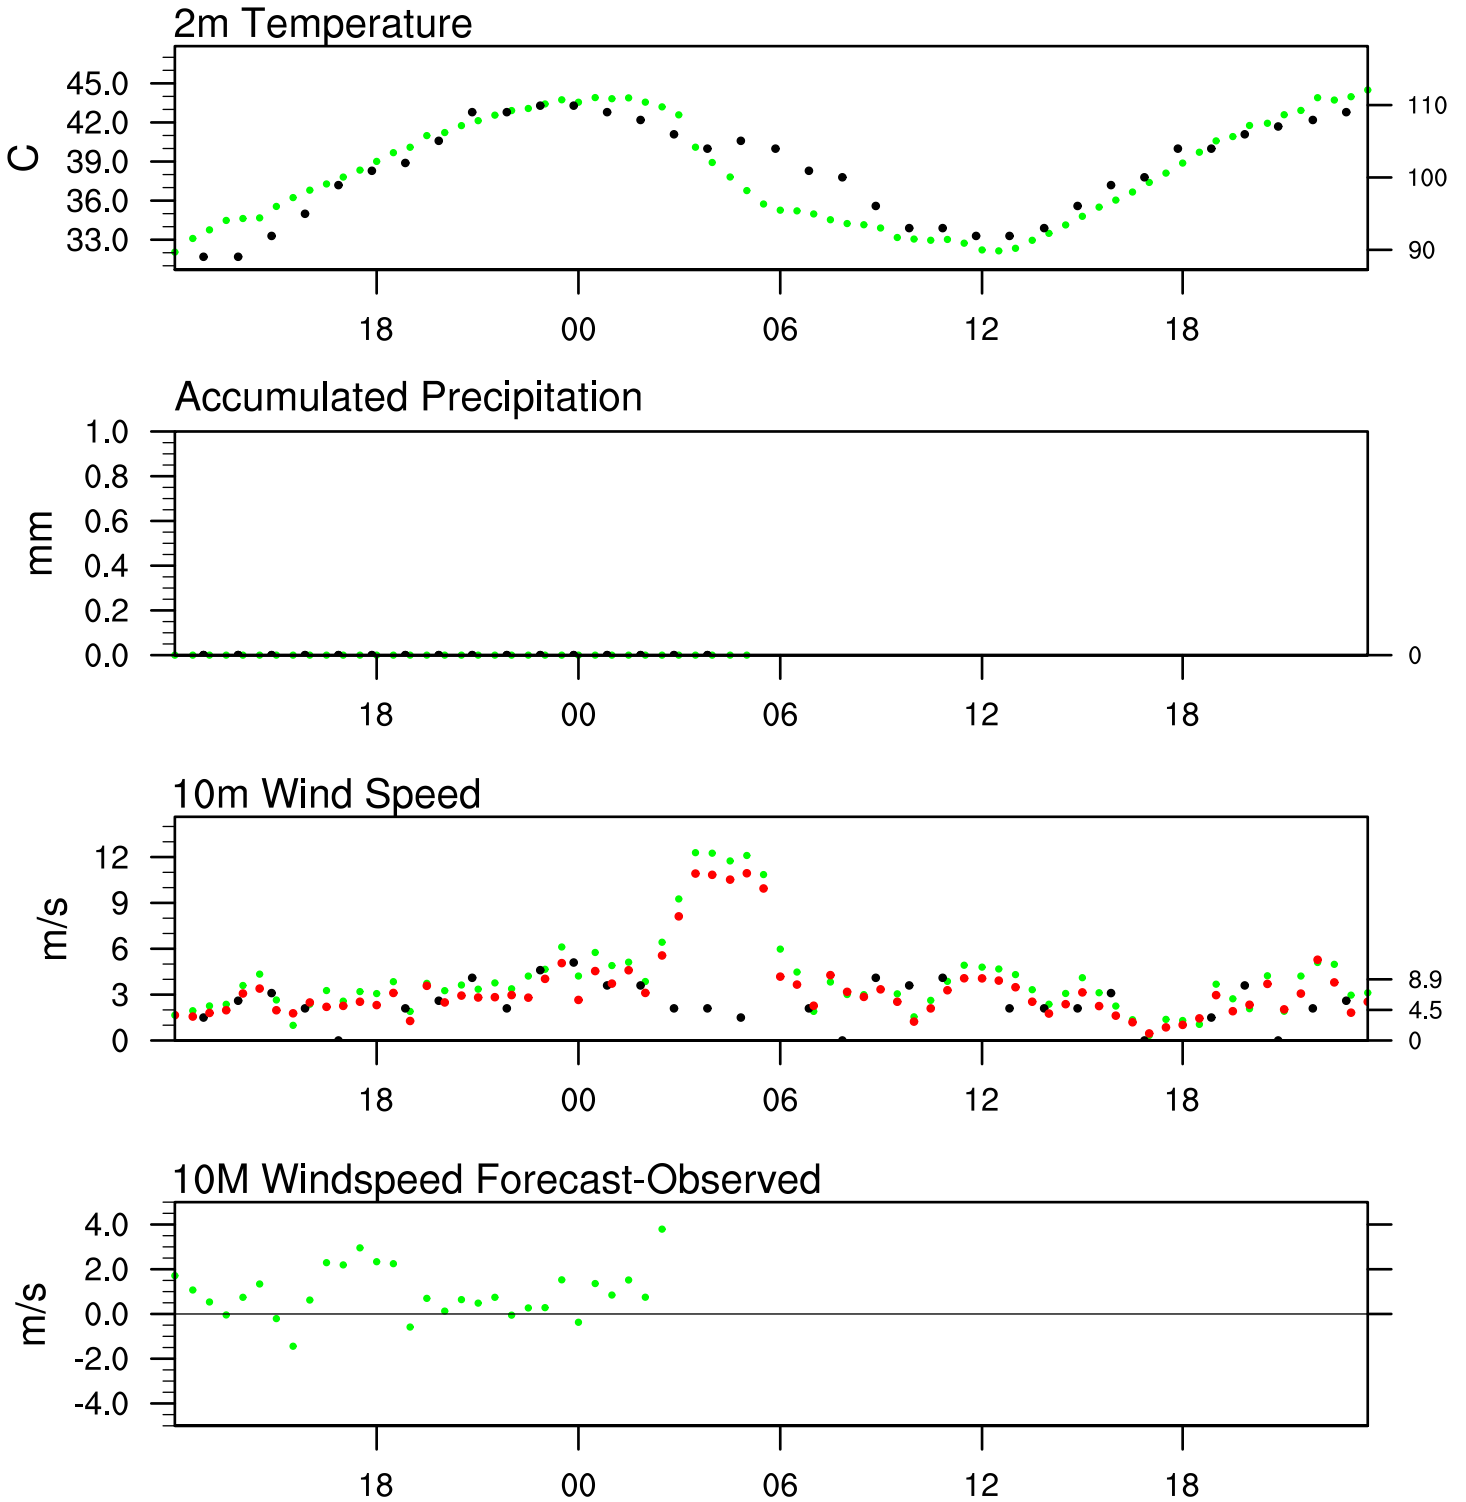 2m Temperature
45.0
42.0
39.0
36.0
33.0
C
110
100
90
18 00 06 12 18
Accumulated Precipitation
1.0
0.8
0.6
0.4
0.2
0.0
mm
0
18 00 06 12 18
10m Wind Speed
12
9
6
3
0
m/s
8.9
4.5
0
18 00 06 12 18
10M Windspeed Forecast-Observed
4.0
2.0
0.0
-2.0
-4.0
m/s
18 00 06 12 18